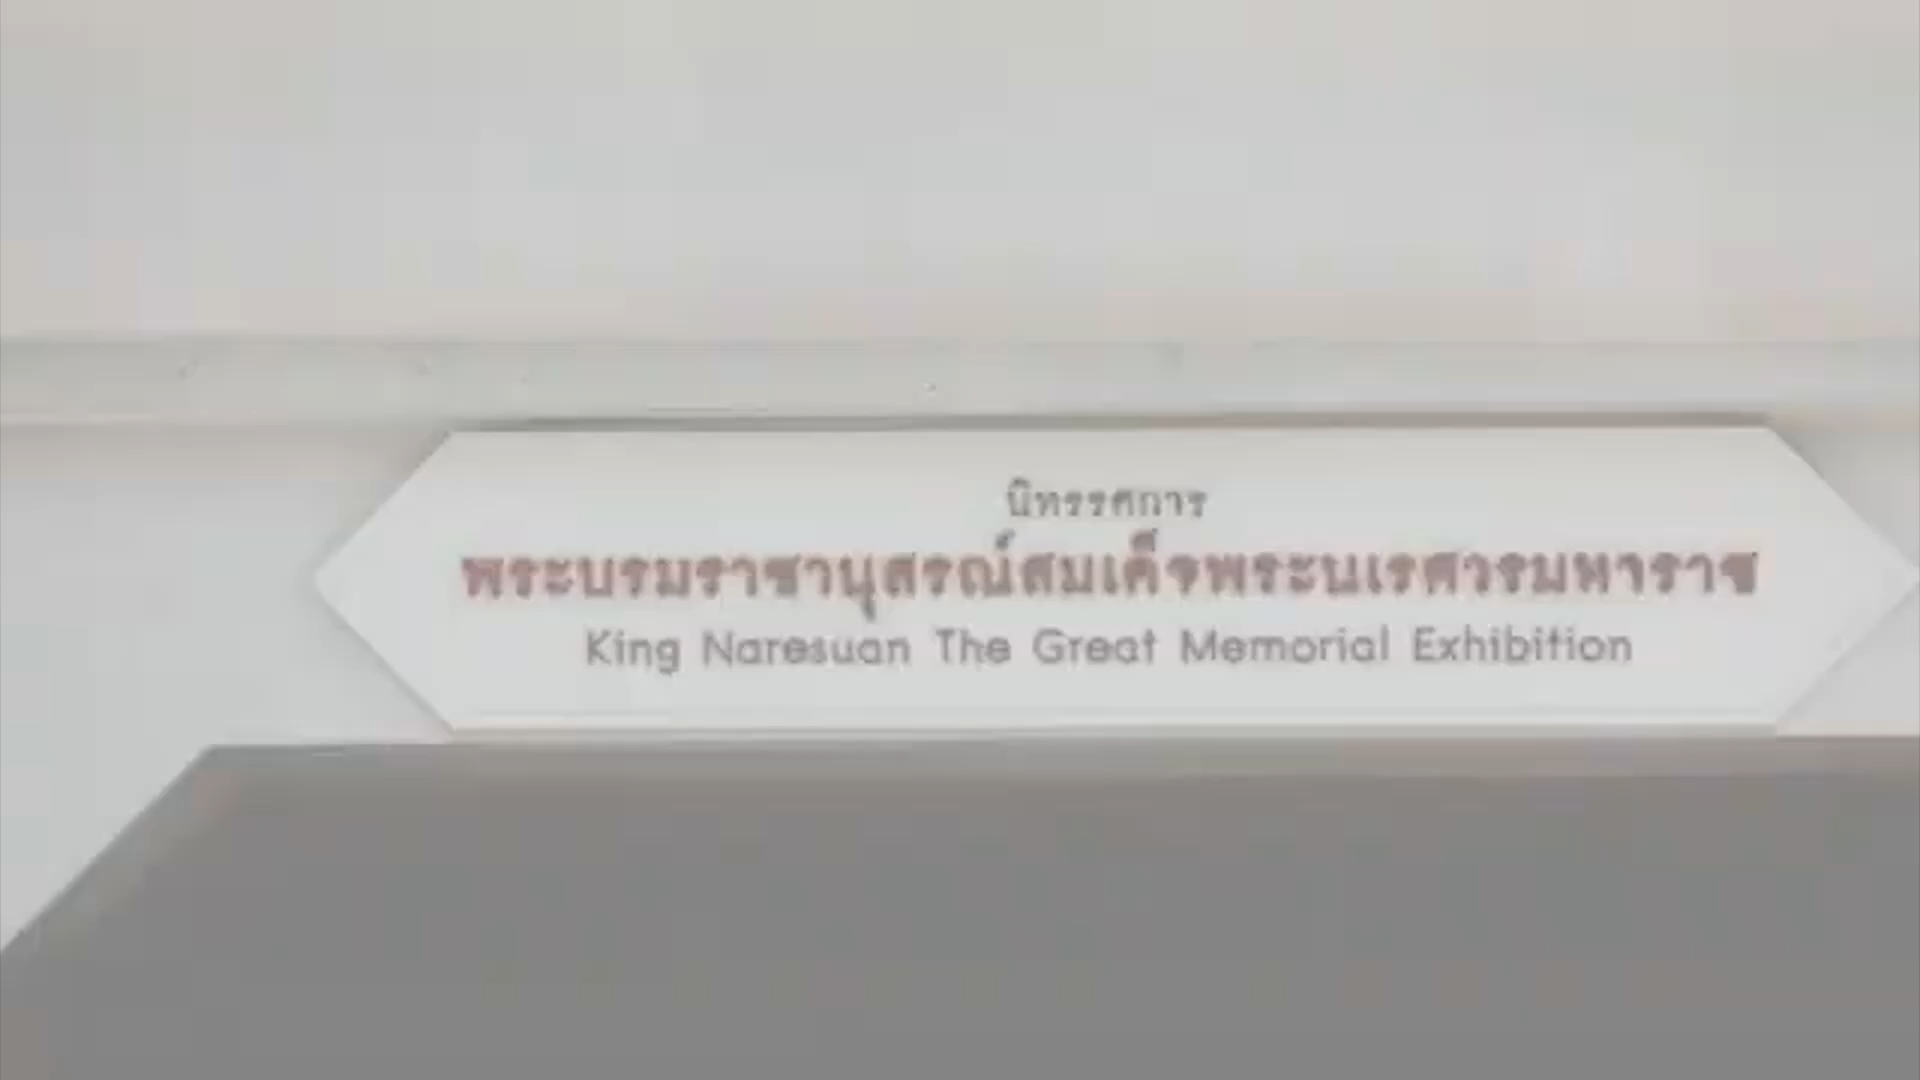 นิทรรศการ
พระบรมราชานุสรณ์สมเด็จพระนเรศวรมหาราช
King Naresuan The Great Memorial Exhibition